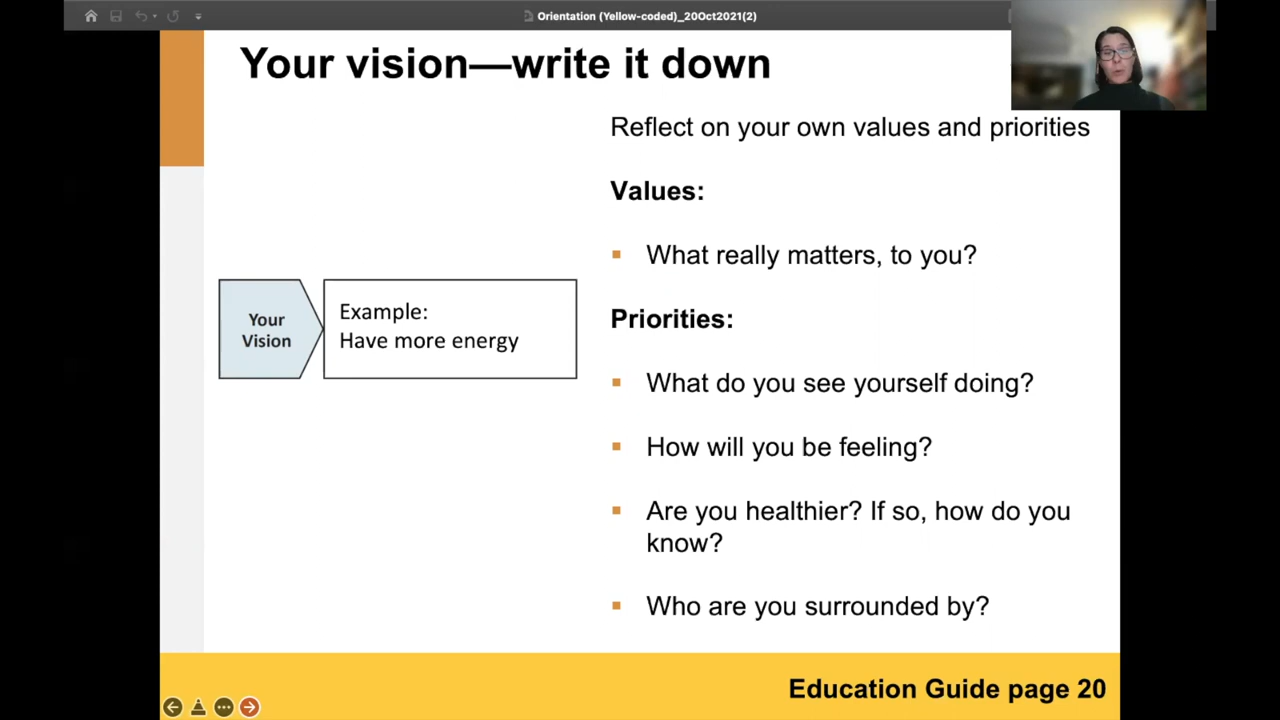 Orientation (Yellow-coded)_20Oct2021(2)
Your vision—write it down
Reflect on your own values and priorities
Values:
▪ What really matters, to you?
Your
Vision
Example:
Have more energy
Priorities:
▪ What do you see yourself doing?
▪ How will you be feeling?
▪ Are you healthier? If so, how do you
know?
▪ Who are you surrounded by?
Education Guide page 20